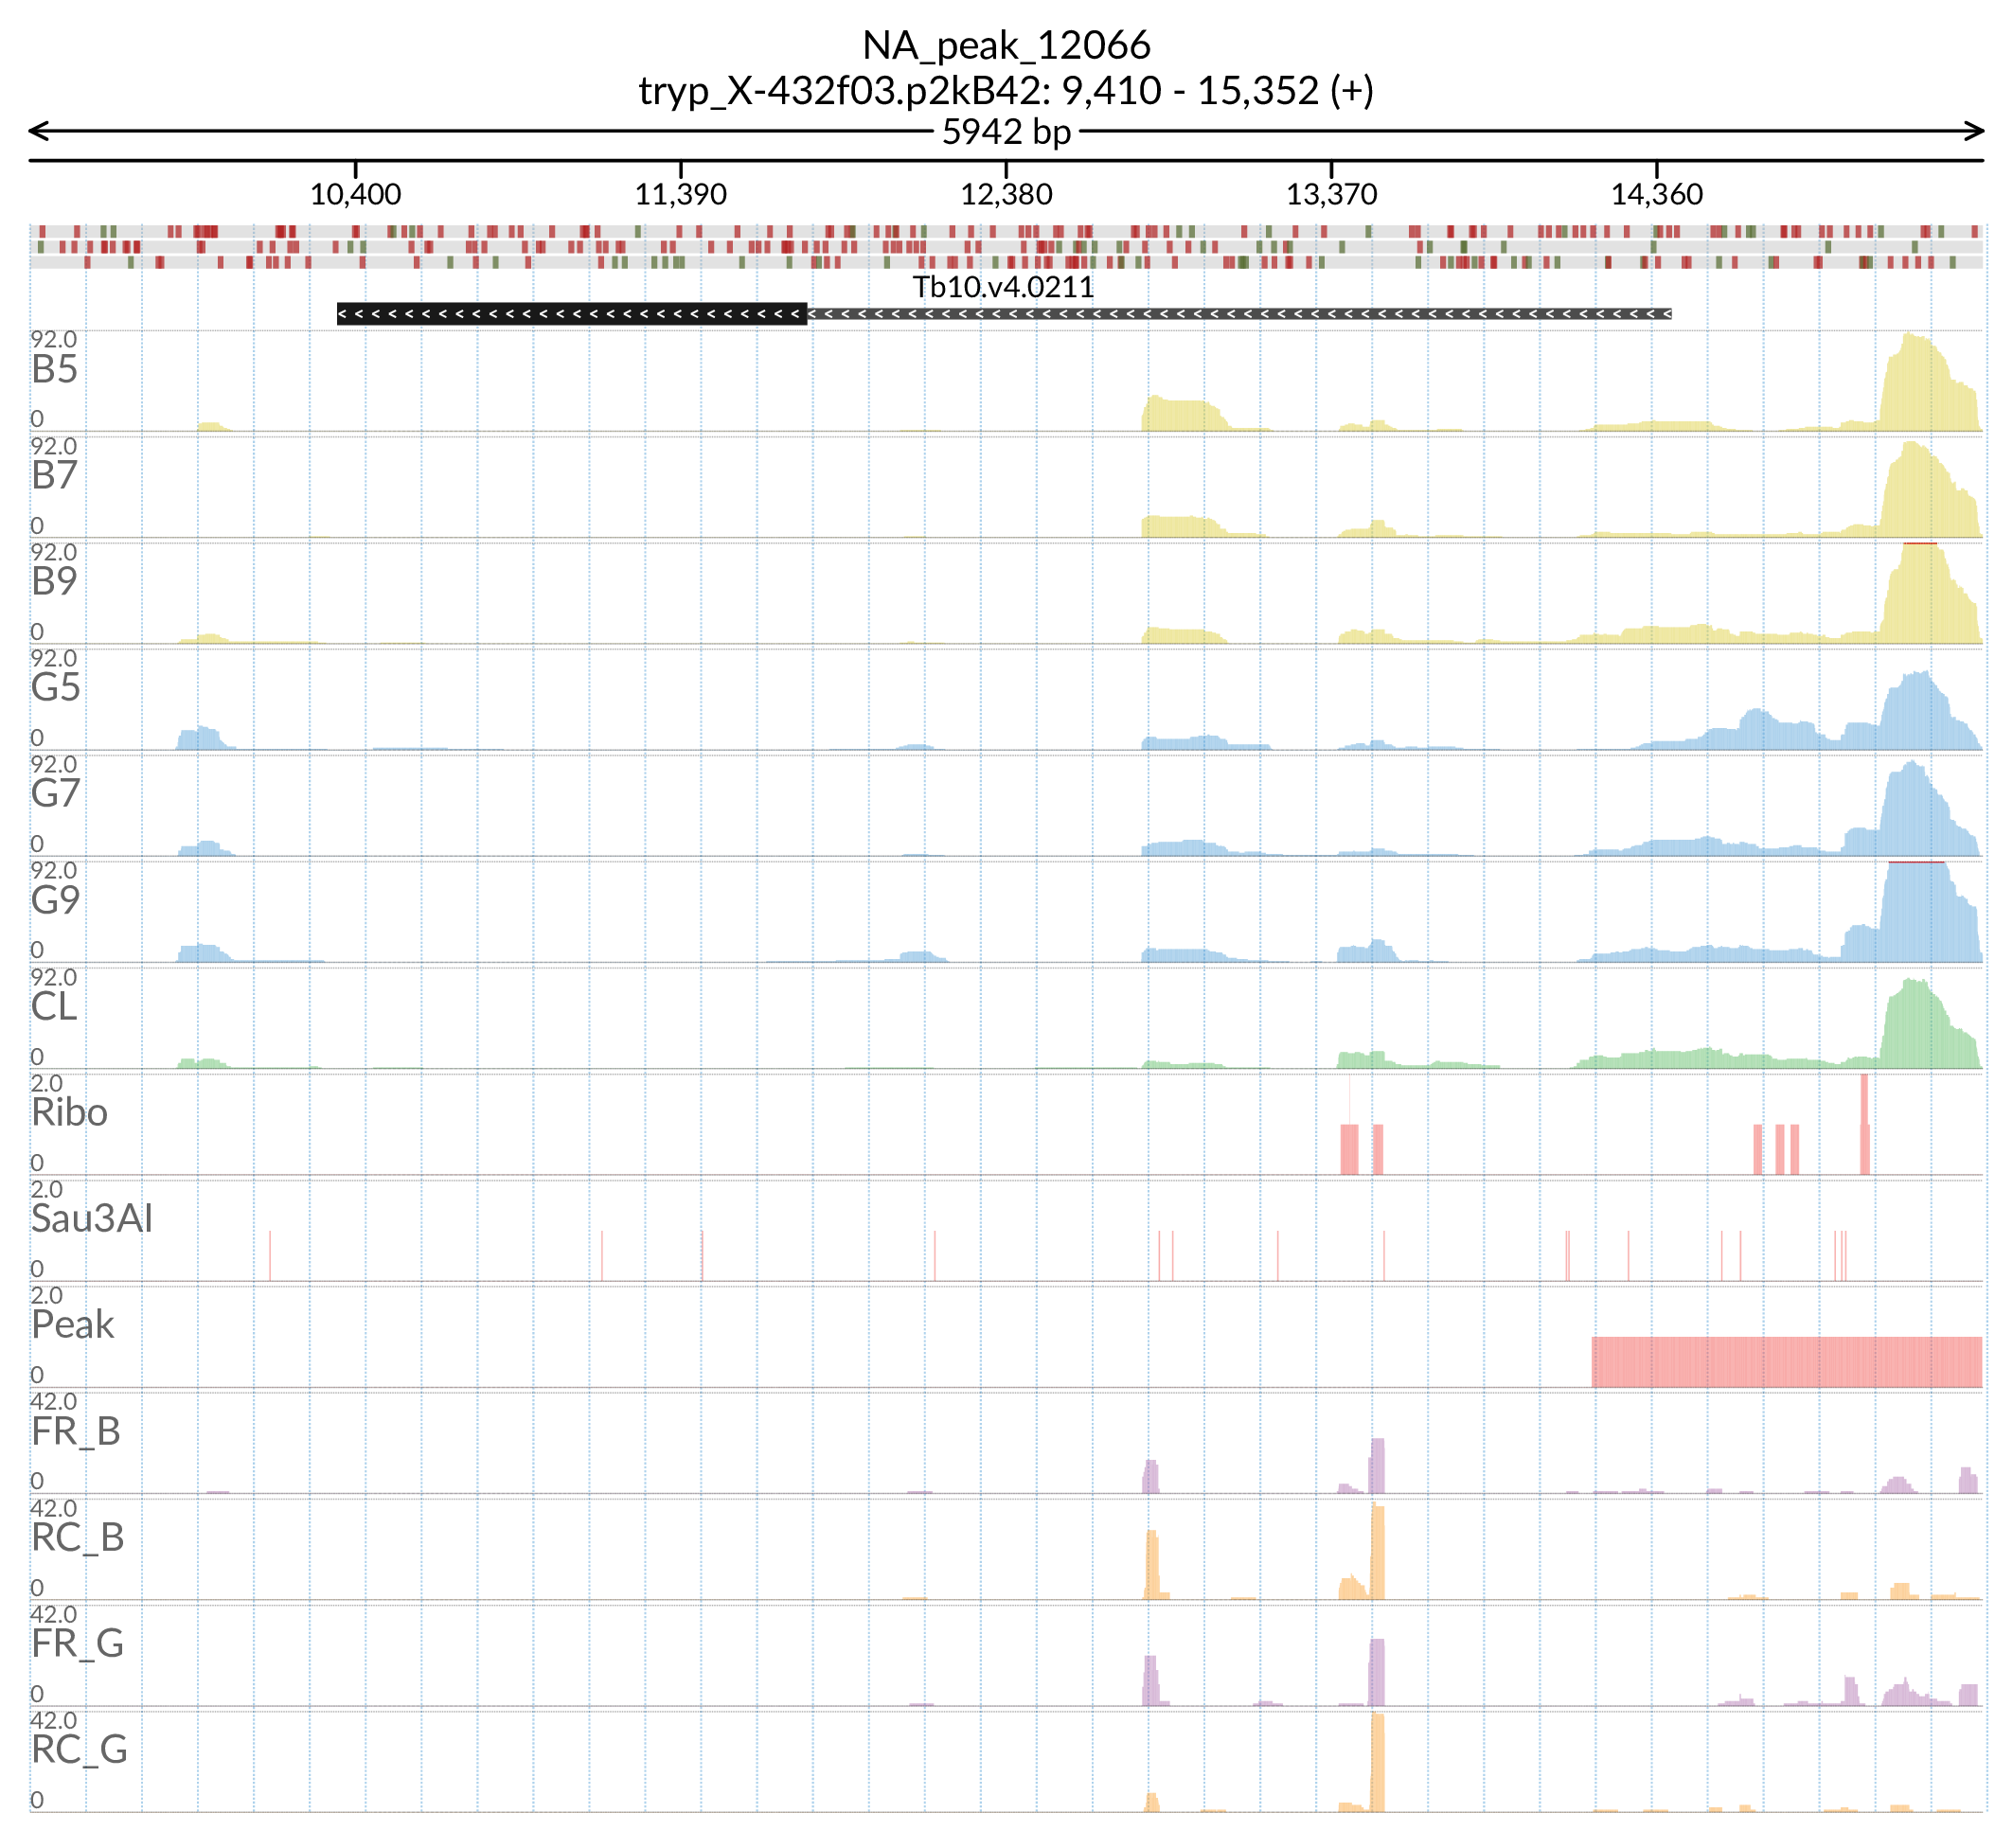 NA_peak_12066
tryp_X-432f03.p2kB42: 9,410 - 15,352 (+)
5942 bp
10,400 11,390 12,380 13,370 14,360
Tb10.v4.0211
92.0
B5
0
92.0
B7
0
92.0
B9
0
92.0
G5
0
92.0
G7
0
92.0
G9
0
92.0
CL
0
2.0
Ribo
0
2.0
Sau3AI
0
2.0
Peak
0
42.0
FR_B
0
42.0
RC_B
0
42.0
FR_G
0
42.0
RC_G
0